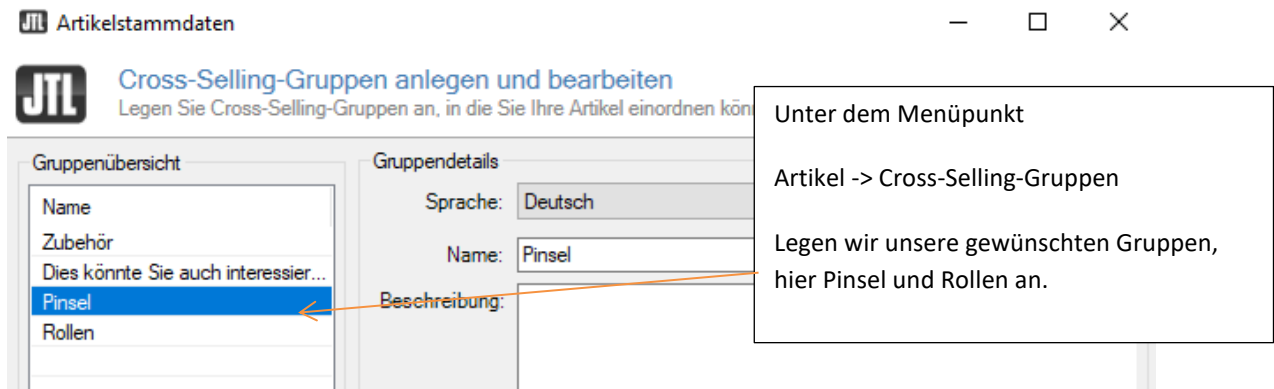 JTL Artikelstammdaten
JTL
Cross-Selling-Gruppen anlegen und bearbeiten
Legen Sie Cross-Selling-Gruppen an, in die Sie Ihre Artikel einordnen kön
Gruppenübersicht
Name
Zubehör
Dies könnte Sie auch interessier...
Pinsel
Rollen
Gruppendetails
Sprache: Deutsch
Name: Pinsel
Beschreibung:
Unter dem Menüpunkt
Artikel -> Cross-Selling-Gruppen
Legen wir unsere gewünschten Gruppen,
hier Pinsel und Rollen an.